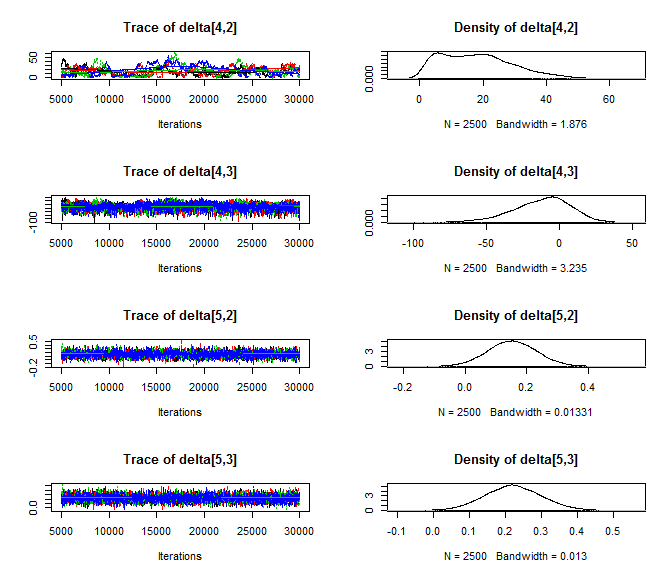 Trace of delta[4,2]
50
0
5000 10000 15000 20000 25000 30000
Iterations
Density of delta[4,2]
0.000
0 20 40 60
N = 2500 Bandwidth = 1.876
Trace of delta[4,3]
-100
5000 10000 15000 20000 25000 30000
Iterations
Density of delta[4,3]
0.000
-100 -50 0 50
N = 2500 Bandwidth = 3.235
Trace of delta[5,2]
0.5
-0.2
5000 10000 15000 20000 25000 30000
Iterations
Density of delta[5,2]
3
0
-0.2 0.0 0.2 0.4
N = 2500 Bandwidth = 0.01331
Trace of delta[5,3]
0.0
5000 10000 15000 20000 25000 30000
Iterations
Density of delta[5,3]
3
0
-0.1 0.0 0.1 0.2 0.3 0.4 0.5
N = 2500 Bandwidth = 0.013